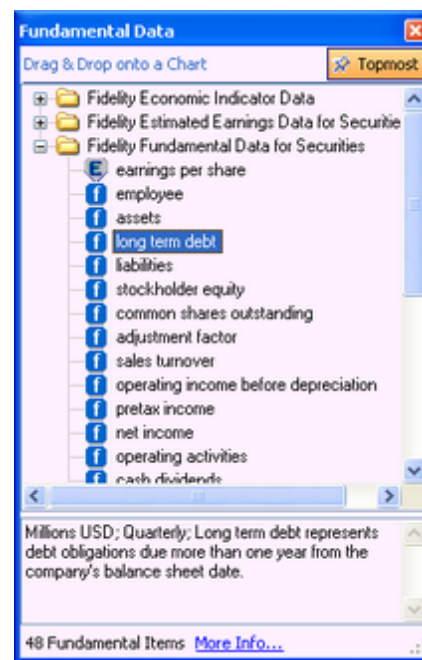 Fundamental Data
Drag & Drop onto a Chart
Topmost
Fidelity Economic Indicator Data
Fidelity Estimated Earnings Data for Securitie
Fidelity Fundamental Data for Securities
earnings per share
employee
assets
long term debt
liabilities
stockholder equity
common shares outstanding
adjustment factor
sales turnover
operating income before depreciation
pretax income
net income
operating activities
cash dividends
Millions USD; Quarterly; Long term debt represents
debt obligations due more than one year from the
company's balance sheet date.
48 Fundamental Items More Info...